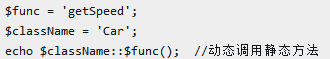 $func = 'getSpeed';
$className = 'Car';
echo $className::$func();  //动态调用静态方法